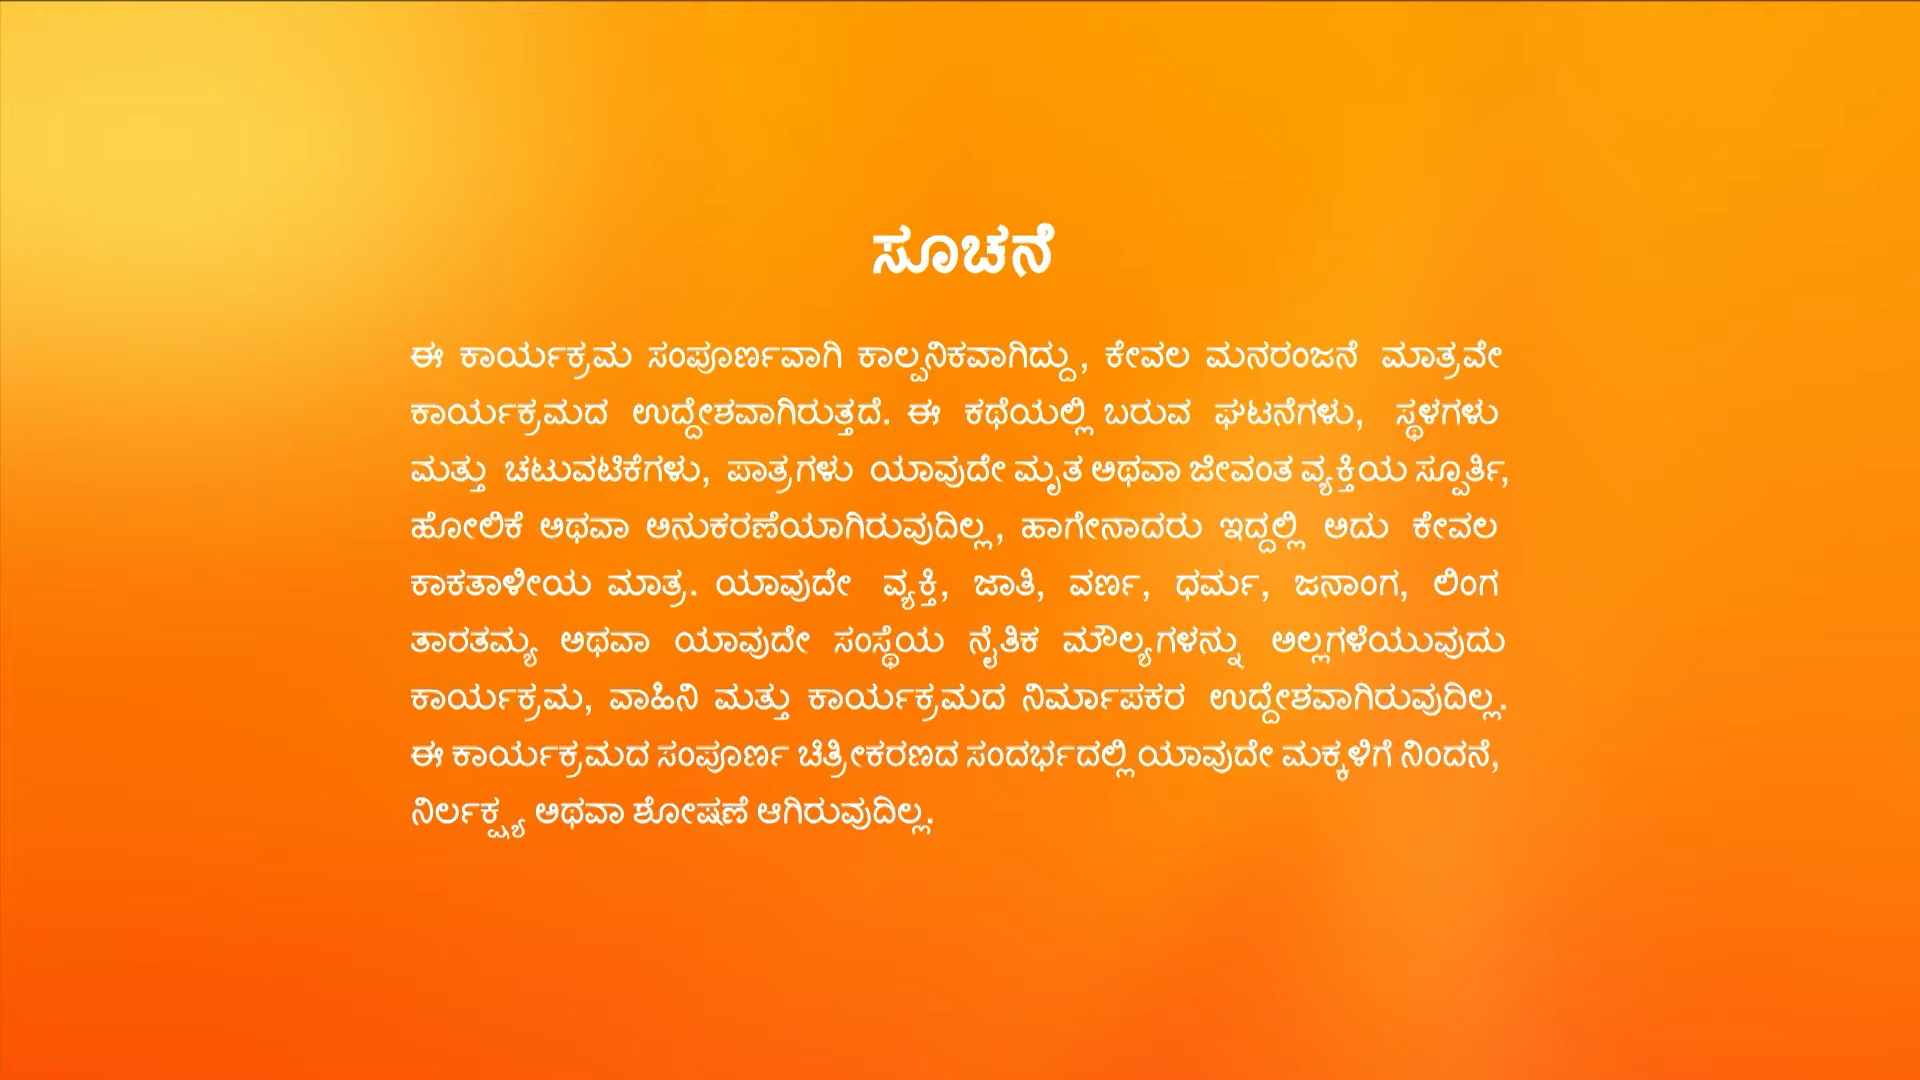 ಸೂಚನೆ
ಈ ಕಾರ್ಯಕ್ರಮ ಸಂಪೂರ್ಣವಾಗಿ ಕಾಲ್ಪನಿಕವಾಗಿದ್ದು, ಕೇವಲ ಮನರಂಜನೆ ಮಾತ್ರವೇ
ಕಾರ್ಯಕ್ರಮದ ಉದ್ದೇಶವಾಗಿರುತ್ತದೆ. ಈ ಕಥೆಯಲ್ಲಿ ಬರುವ ಘಟನೆಗಳು, ಸ್ಥಳಗಳು
ಮತ್ತು ಚಟುವಟಿಕೆಗಳು, ಪಾತ್ರಗಳು ಯಾವುದೇ ಮೃತ ಅಥವಾ ಜೀವಂತ ವ್ಯಕ್ತಿಯ ಸ್ಪೂರ್ತಿ,
ಹೋಲಿಕೆ ಅಥವಾ ಅನುಕರಣೆಯಾಗಿರುವುದಿಲ್ಲ, ಹಾಗೇನಾದರು ಇದ್ದಲ್ಲಿ ಅದು ಕೇವಲ
ಕಾಕತಾಳೀಯ ಮಾತ್ರ. ಯಾವುದೇ ವ್ಯಕ್ತಿ, ಜಾತಿ, ವರ್ಣ, ಧರ್ಮ, ಜನಾಂಗ, ಲಿಂಗ
ತಾರತಮ್ಯ ಅಥವಾ ಯಾವುದೇ ಸಂಸ್ಥೆಯ ನೈತಿಕ ಮೌಲ್ಯಗಳನ್ನು ಅಲ್ಲಗಳೆಯುವುದು
ಕಾರ್ಯಕ್ರಮ, ವಾಹಿನಿ ಮತ್ತು ಕಾರ್ಯಕ್ರಮದ ನಿರ್ಮಾಪಕರ ಉದ್ದೇಶವಾಗಿರುವುದಿಲ್ಲ.
ಈ ಕಾರ್ಯಕ್ರಮದ ಸಂಪೂರ್ಣ ಚಿತ್ರೀಕರಣದ ಸಂದರ್ಭದಲ್ಲಿ ಯಾವುದೇ ಮಕ್ಕಳಿಗೆ ನಿಂದನೆ,
ನಿರ್ಲಕ್ಷ್ಯ ಅಥವಾ ಶೋಷಣೆ ಆಗಿರುವುದಿಲ್ಲ.